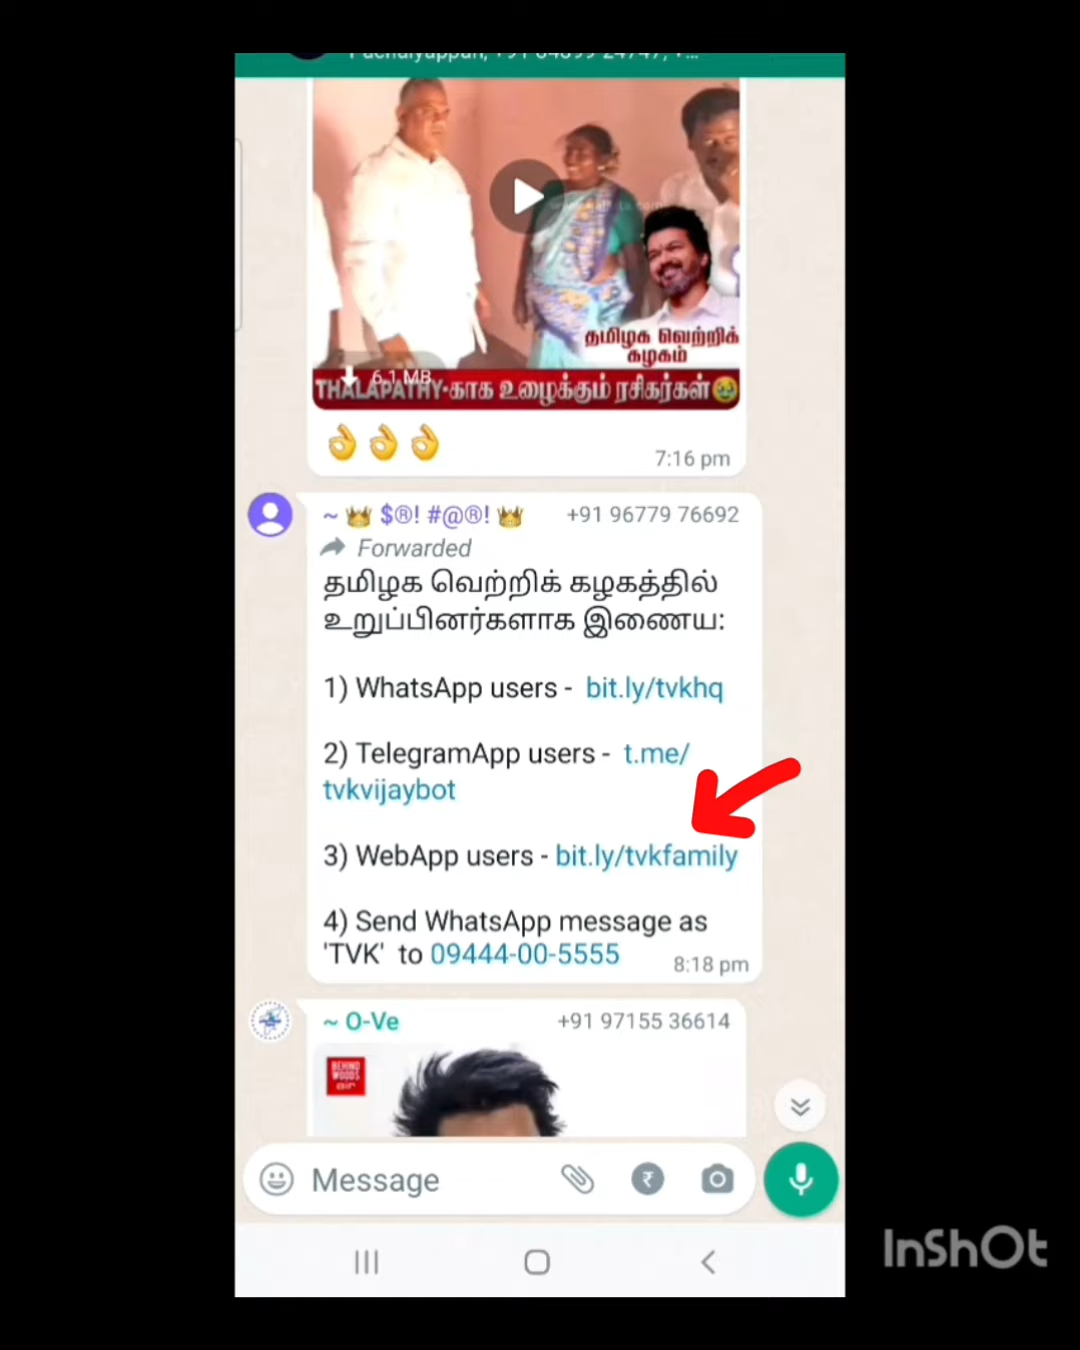 தமிழக வெற்றிக்
கழகம்
6.1 MB
THALAPATHY-காக உழைக்கும் ரசிகர்கள்🥹
👌👌👌
7:16 pm
~ 👑 $®! #@®! 👑 +91 96779 76692
Forwarded
தமிழக வெற்றிக் கழகத்தில்
உறுப்பினர்களாக இணைய:
1) WhatsApp users - bit.ly/tvkhq
2) TelegramApp users - t.me/
tvkvijaybot
3) WebApp users - bit.ly/tvkfamily
4) Send WhatsApp message as
'TVK' to 09444-00-5555
8:18 pm
~ O-Ve +91 97155 36614
BEHIND
WOODS
air
Message
InShOt